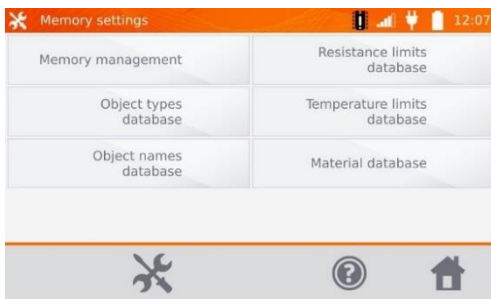 Memory settings
12:07
Memory management
Resistance limits
database
Object types
database
Temperature limits
database
Object names
database
Material database
?